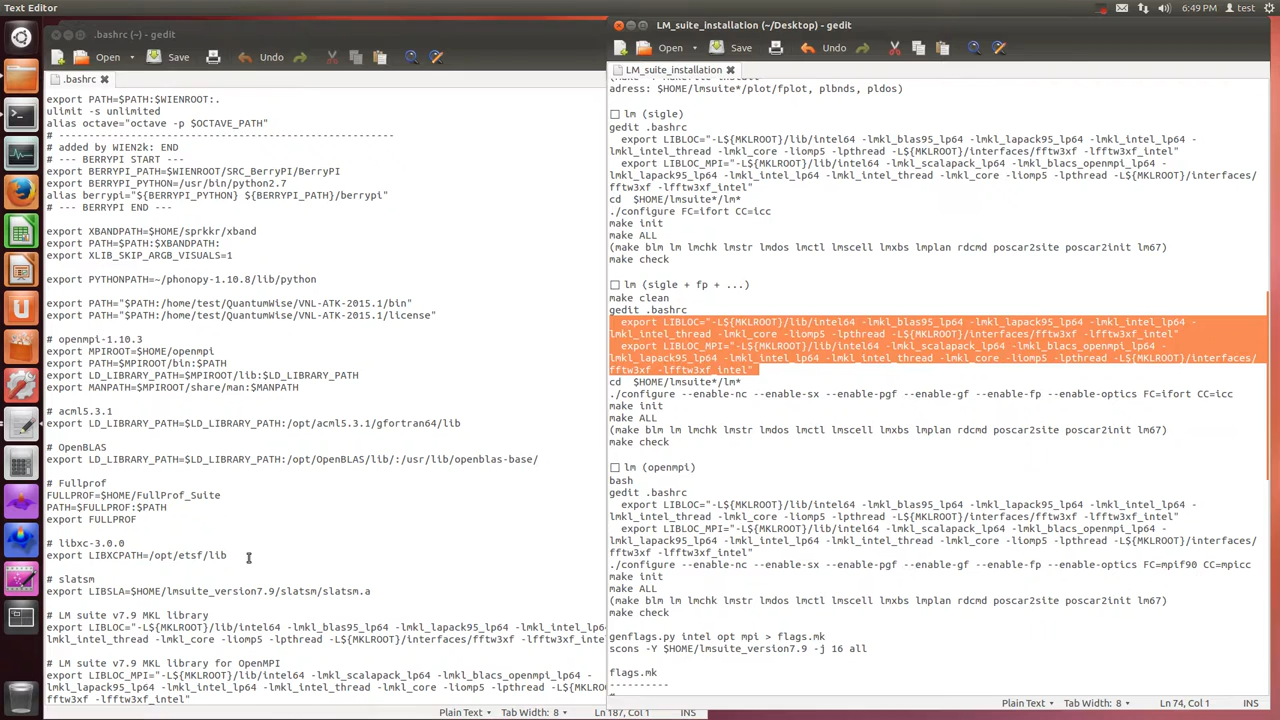 Text Editor
6:49 PM
test
.bashrc (~) - gedit
Open
Save
Undo
.bashrc
export PATH=$PATH:$WIENROOT:.
ulimit -s unlimited
alias octave="octave -p $OCTAVE_PATH"
# --------------------------------------------------------
# added by WIEN2k: END
# --- BERRYPI START ---
export BERRYPI_PATH=$WIENROOT/SRC_BerryPI/BerryPI
export BERRYPI_PYTHON=/usr/bin/python2.7
alias berrypi="${BERRYPI_PYTHON} ${BERRYPI_PATH}/berrypi"
# --- BERRYPI END ---
export XBANDPATH=$HOME/sprkkr/xband
export PATH=$PATH:$XBANDPATH:
export XLIB_SKIP_ARGB_VISUALS=1
export PYTHONPATH=~/phonopy-1.10.8/lib/python
export PATH="$PATH:/home/test/QuantumWise/VNL-ATK-2015.1/bin"
export PATH="$PATH:/home/test/QuantumWise/VNL-ATK-2015.1/license"
# openmpi-1.10.3
export MPIROOT=$HOME/openmpi
export PATH=$MPIROOT/bin:$PATH
export LD_LIBRARY_PATH=$MPIROOT/lib:$LD_LIBRARY_PATH
export MANPATH=$MPIROOT/share/man:$MANPATH
# acml5.3.1
export LD_LIBRARY_PATH=$LD_LIBRARY_PATH:/opt/acml5.3.1/gfortran64/lib
# OpenBLAS
export LD_LIBRARY_PATH=$LD_LIBRARY_PATH:/opt/OpenBLAS/lib/:/usr/lib/openblas-base/
# Fullprof
FULLPROF=$HOME/FullProf_Suite
PATH=$FULLPROF:$PATH
export FULLPROF
# libxc-3.0.0
export LIBXCPATH=/opt/etsf/lib
# slatsm
export LIBSLA=$HOME/lmsuite_version7.9/slatsm/slatsm.a
# LM suite v7.9 MKL library
export LIBLOC="-L${MKLROOT}/lib/intel64 -lmkl_blas95_lp64 -lmkl_lapack95_lp64 -lmkl_intel_lp6
lmkl_intel_thread -lmkl_core -liomp5 -lpthread -L${MKLROOT}/interfaces/fftw3xf -lfftw3xf_intel"
# LM suite v7.9 MKL library for OpenMPI
export LIBLOC_MPI="-L${MKLROOT}/lib/intel64 -lmkl_scalapack_lp64 -lmkl_blacs_openmpi_lp64 -
lmkl_lapack95_lp64 -lmkl_intel_lp64 -lmkl_intel_thread -lmkl_core -liomp5 -lpthread -L${MKLROO
fftw3xf -lfftw3xf_intel"
Plain Text
Tab Width: 8
Ln 187, Col 1
INS
LM_suite_installation (~/Desktop) - gedit
Open
Save
Undo
LM_suite_installation
adress: $HOME/lmsuite*/plot/fplot, plbnds, pldos)
□ lm (sigle)
gedit .bashrc
export LIBLOC="-L${MKLROOT}/lib/intel64 -lmkl_blas95_lp64 -lmkl_lapack95_lp64 -lmkl_intel_lp64 -
lmkl_intel_thread -lmkl_core -liomp5 -lpthread -L${MKLROOT}/interfaces/fftw3xf -lfftw3xf_intel"
export LIBLOC_MPI="-L${MKLROOT}/lib/intel64 -lmkl_scalapack_lp64 -lmkl_blacs_openmpi_lp64 -
lmkl_lapack95_lp64 -lmkl_intel_lp64 -lmkl_intel_thread -lmkl_core -liomp5 -lpthread -L${MKLROOT}/interfaces/
fftw3xf -lfftw3xf_intel"
cd  $HOME/lmsuite*/lm*
./configure FC=ifort CC=icc
make init
make ALL
(make blm lm lmchk lmstr lmdos lmctl lmscell lmxbs lmplan rdcmd poscar2site poscar2init lm67)
make check
□ lm (sigle + fp + ...)
make clean
gedit .bashrc
export LIBLOC="-L${MKLROOT}/lib/intel64 -lmkl_blas95_lp64 -lmkl_lapack95_lp64 -lmkl_intel_lp64 -
lmkl_intel_thread -lmkl_core -liomp5 -lpthread -L${MKLROOT}/interfaces/fftw3xf -lfftw3xf_intel"
export LIBLOC_MPI="-L${MKLROOT}/lib/intel64 -lmkl_scalapack_lp64 -lmkl_blacs_openmpi_lp64 -
lmkl_lapack95_lp64 -lmkl_intel_lp64 -lmkl_intel_thread -lmkl_core -liomp5 -lpthread -L${MKLROOT}/interfaces/
fftw3xf -lfftw3xf_intel"
cd  $HOME/lmsuite*/lm*
./configure --enable-nc --enable-sx --enable-pgf --enable-gf --enable-fp --enable-optics FC=ifort CC=icc
make init
make ALL
(make blm lm lmchk lmstr lmdos lmctl lmscell lmxbs lmplan rdcmd poscar2site poscar2init lm67)
make check
□ lm (openmpi)
bash
gedit .bashrc
export LIBLOC="-L${MKLROOT}/lib/intel64 -lmkl_blas95_lp64 -lmkl_lapack95_lp64 -lmkl_intel_lp64 -
lmkl_intel_thread -lmkl_core -liomp5 -lpthread -L${MKLROOT}/interfaces/fftw3xf -lfftw3xf_intel"
export LIBLOC_MPI="-L${MKLROOT}/lib/intel64 -lmkl_scalapack_lp64 -lmkl_blacs_openmpi_lp64 -
lmkl_lapack95_lp64 -lmkl_intel_lp64 -lmkl_intel_thread -lmkl_core -liomp5 -lpthread -L${MKLROOT}/interfaces/
fftw3xf -lfftw3xf_intel"
./configure --enable-nc --enable-sx --enable-pgf --enable-gf --enable-fp --enable-optics FC=mpif90 CC=mpicc
make init
make ALL
(make blm lm lmchk lmstr lmdos lmctl lmscell lmxbs lmplan rdcmd poscar2site poscar2init lm67)
make check
genflags.py intel opt mpi > flags.mk
scons -Y $HOME/lmsuite_version7.9 -j 16 all
flags.mk
----------
Plain Text
Tab Width: 8
Ln 74, Col 1
INS